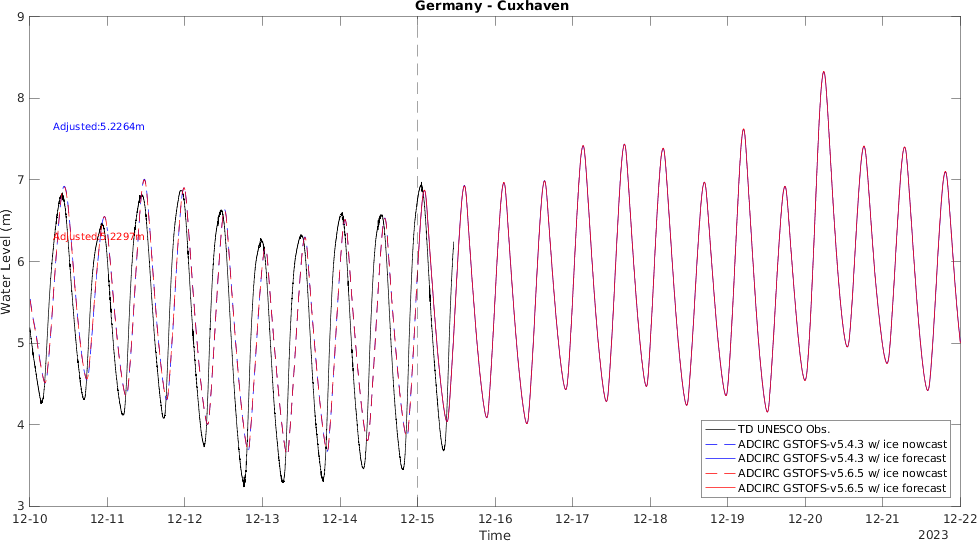 Germany - Cuxhaven
9
8
7
6
5
4
3
Water Level (m)
Adjusted:5.2264m
Adjusted:5.2297m
TD UNESCO Obs.
ADCIRC GSTOFS-v5.4.3 w/ ice nowcast
ADCIRC GSTOFS-v5.4.3 w/ ice forecast
ADCIRC GSTOFS-v5.6.5 w/ ice nowcast
ADCIRC GSTOFS-v5.6.5 w/ ice forecast
12-10 12-11 12-12 12-13 12-14 12-15 12-16 12-17 12-18 12-19 12-20 12-21 12-22
Time
2023